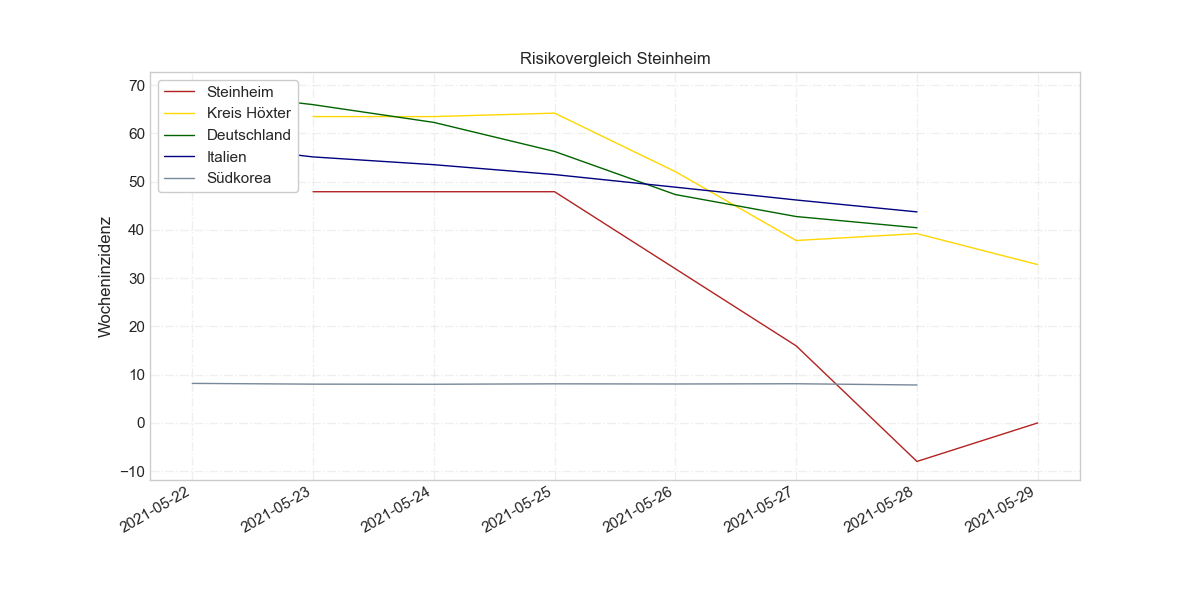 Risikovergleich Steinheim
Steinheim
Kreis Höxter
Deutschland
Italien
Südkorea
Wocheninzidenz
70
60
50
40
30
20
10
0
−10
2021-05-22
2021-05-23
2021-05-24
2021-05-25
2021-05-26
2021-05-27
2021-05-28
2021-05-29